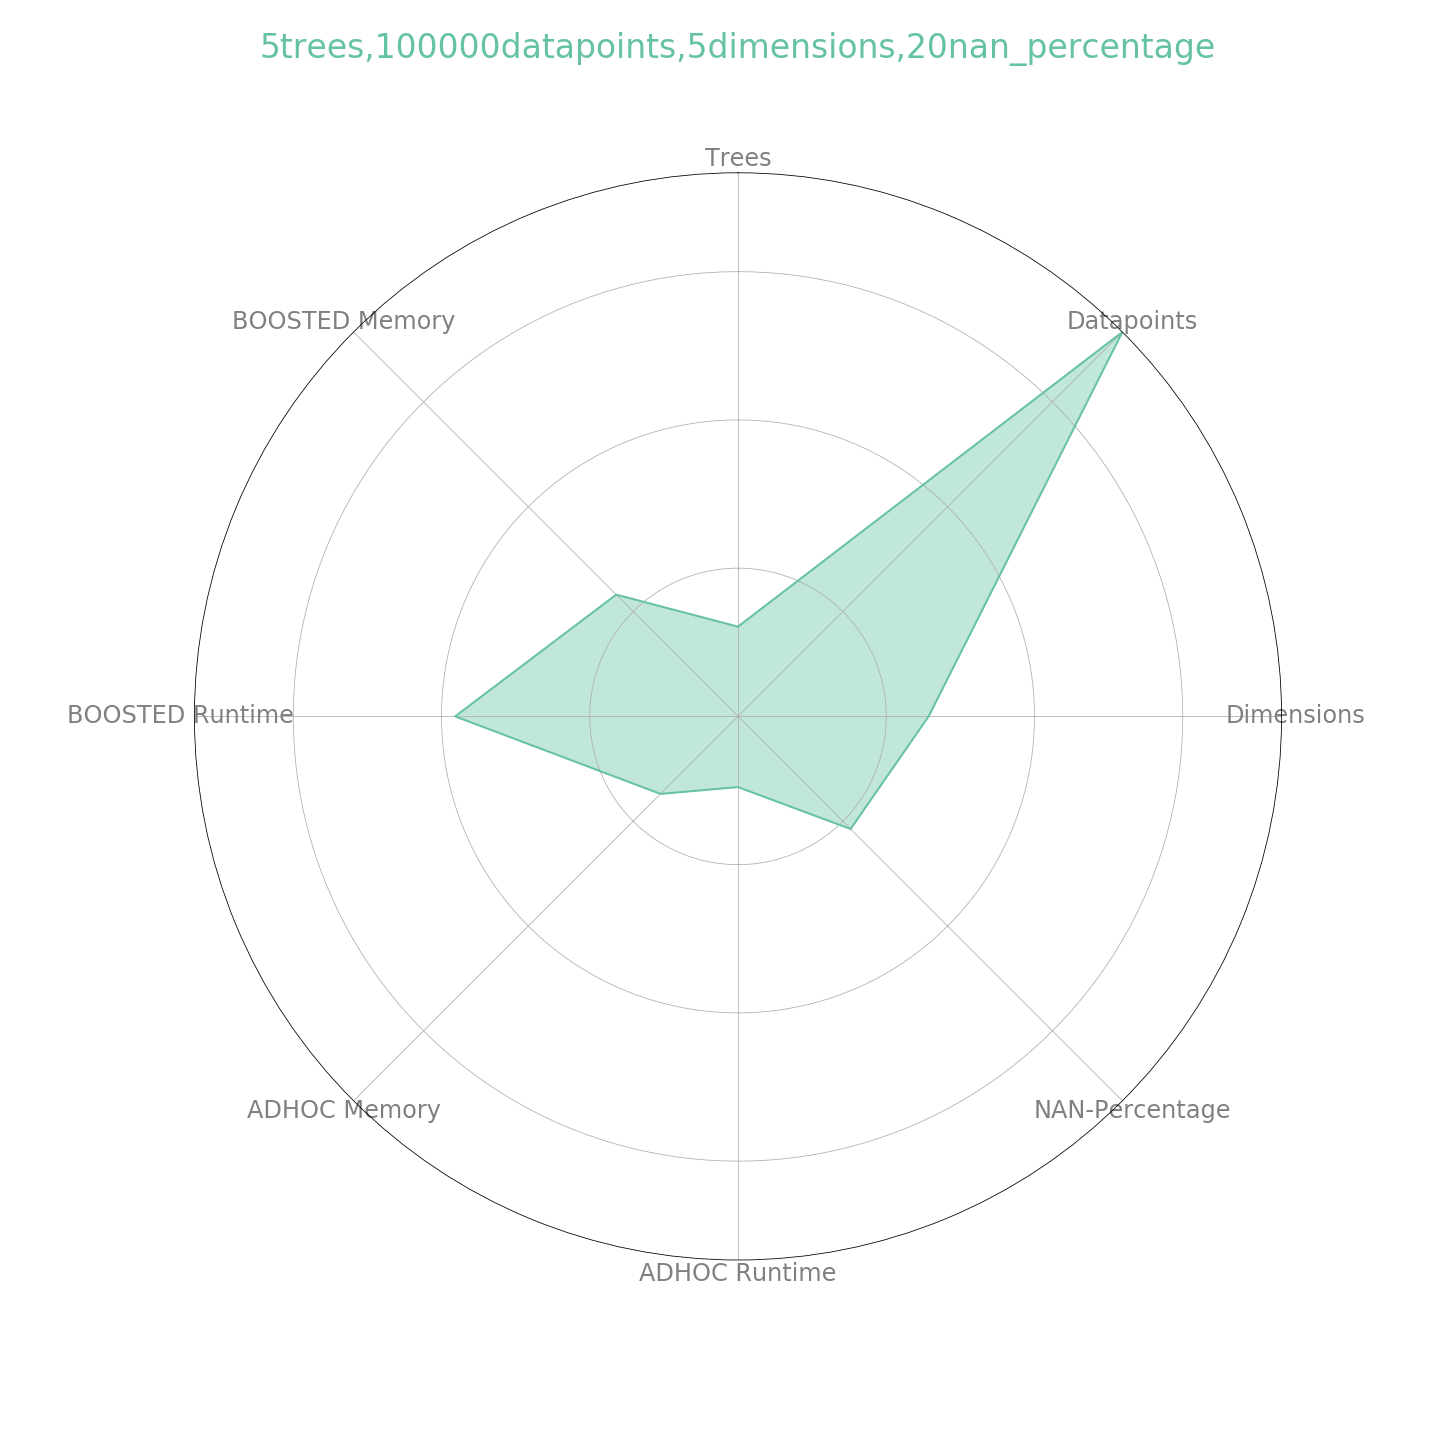 5trees,100000datapoints,5dimensions,20nan_percentage
Trees
BOOSTED Memory
Datapoints
BOOSTED Runtime
Dimensions
ADHOC Memory
NAN-Percentage
ADHOC Runtime